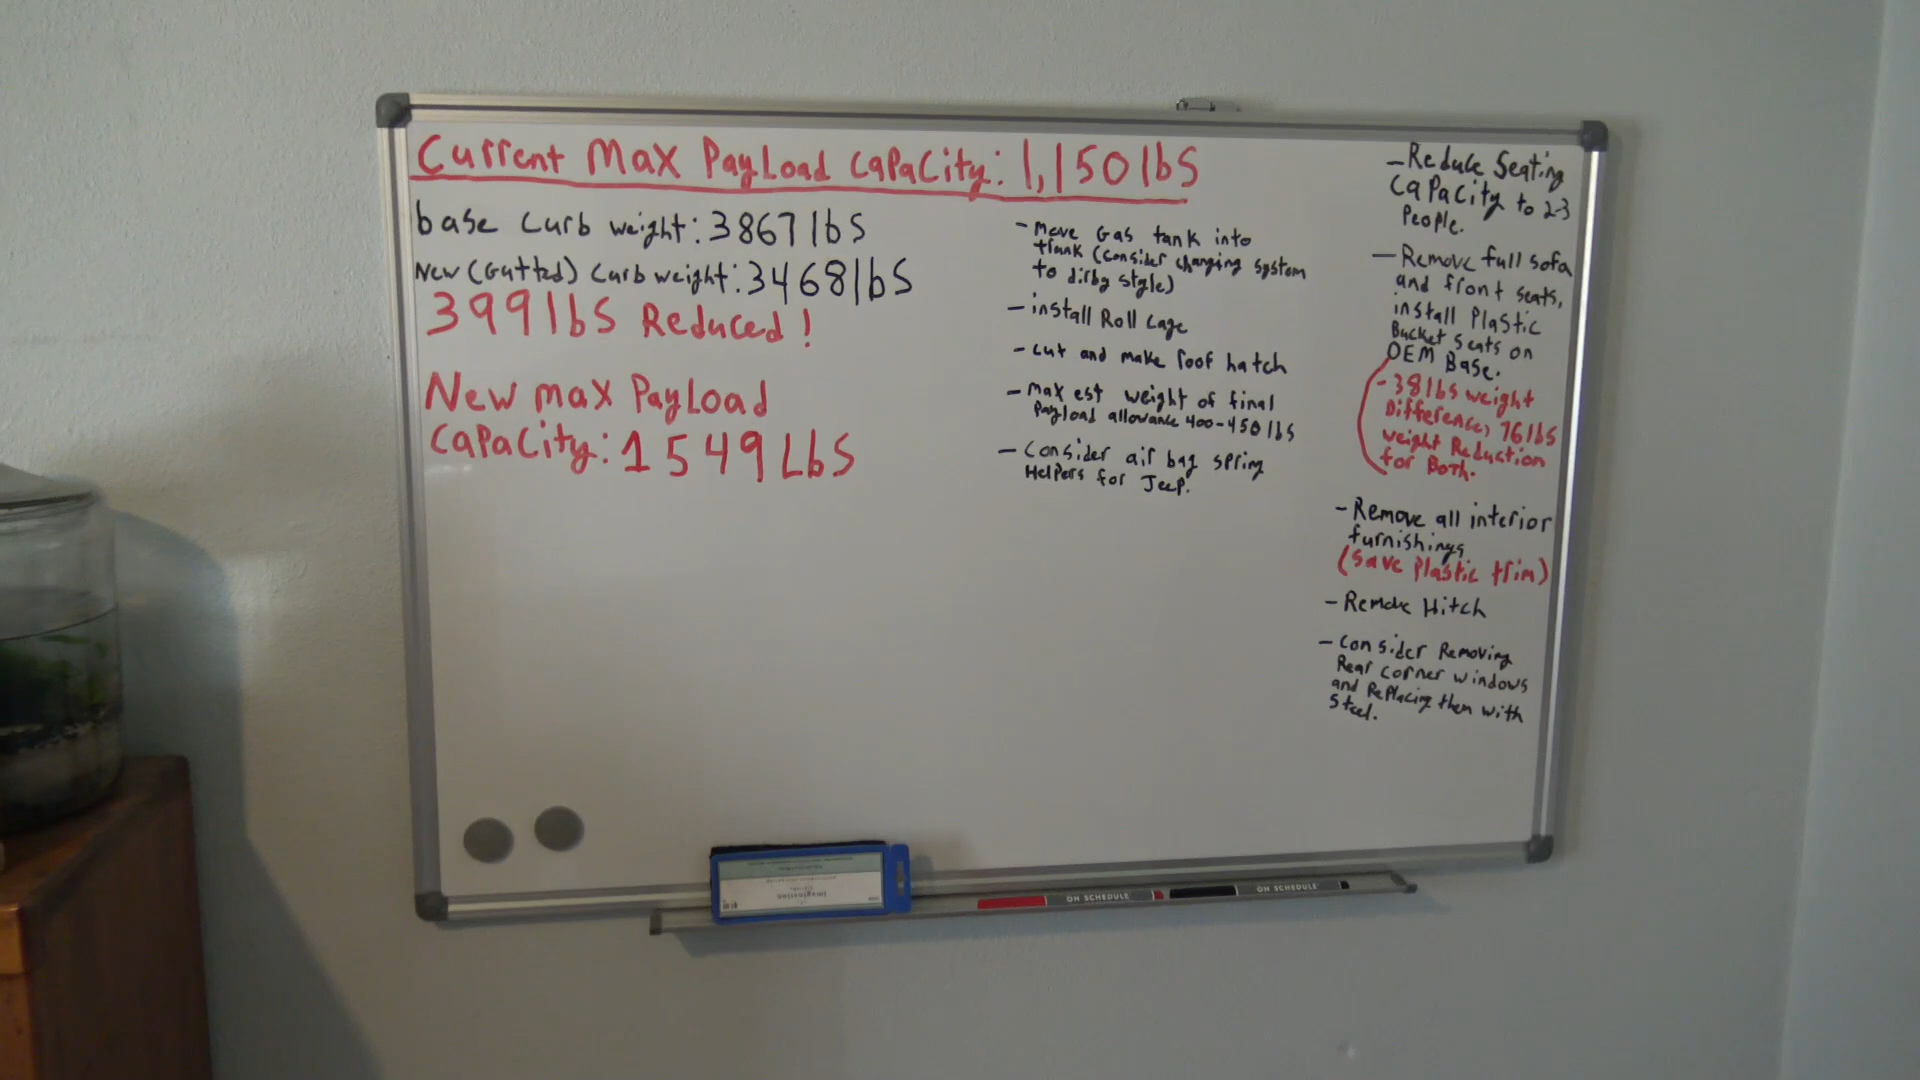 Current Max Payload Capacity: 1,150 lbs
base Curb weight: 3867 lbs
New (Gutted) Curb weight: 3468 lbs
399 lbs Reduced!
New max Payload
Capacity: 1549 Lbs
- move Gas tank into
trunk (consider changing system
to dirby style)
- install Roll Cage
- cut and make roof hatch
- Max est weight of final
Payload allowance 400-450 lbs
- Consider air bag spring
Helpers for Jeep.
- Reduce Seating
Capacity to 2-3
People.
- Remove full sofa
and front seats,
install Plastic
Bucket seats on
OEM Base.
- 38 lbs weight
Difference, 76 lbs
weight Reduction
for Both.
- Remove all interior
furnishings
(Save Plastic trim)
- Remove Hitch
- Consider Removing
Rear corner windows
and Replacing them with
Steel.
Imagination
ON SCHEDULE
ON SCHEDULE